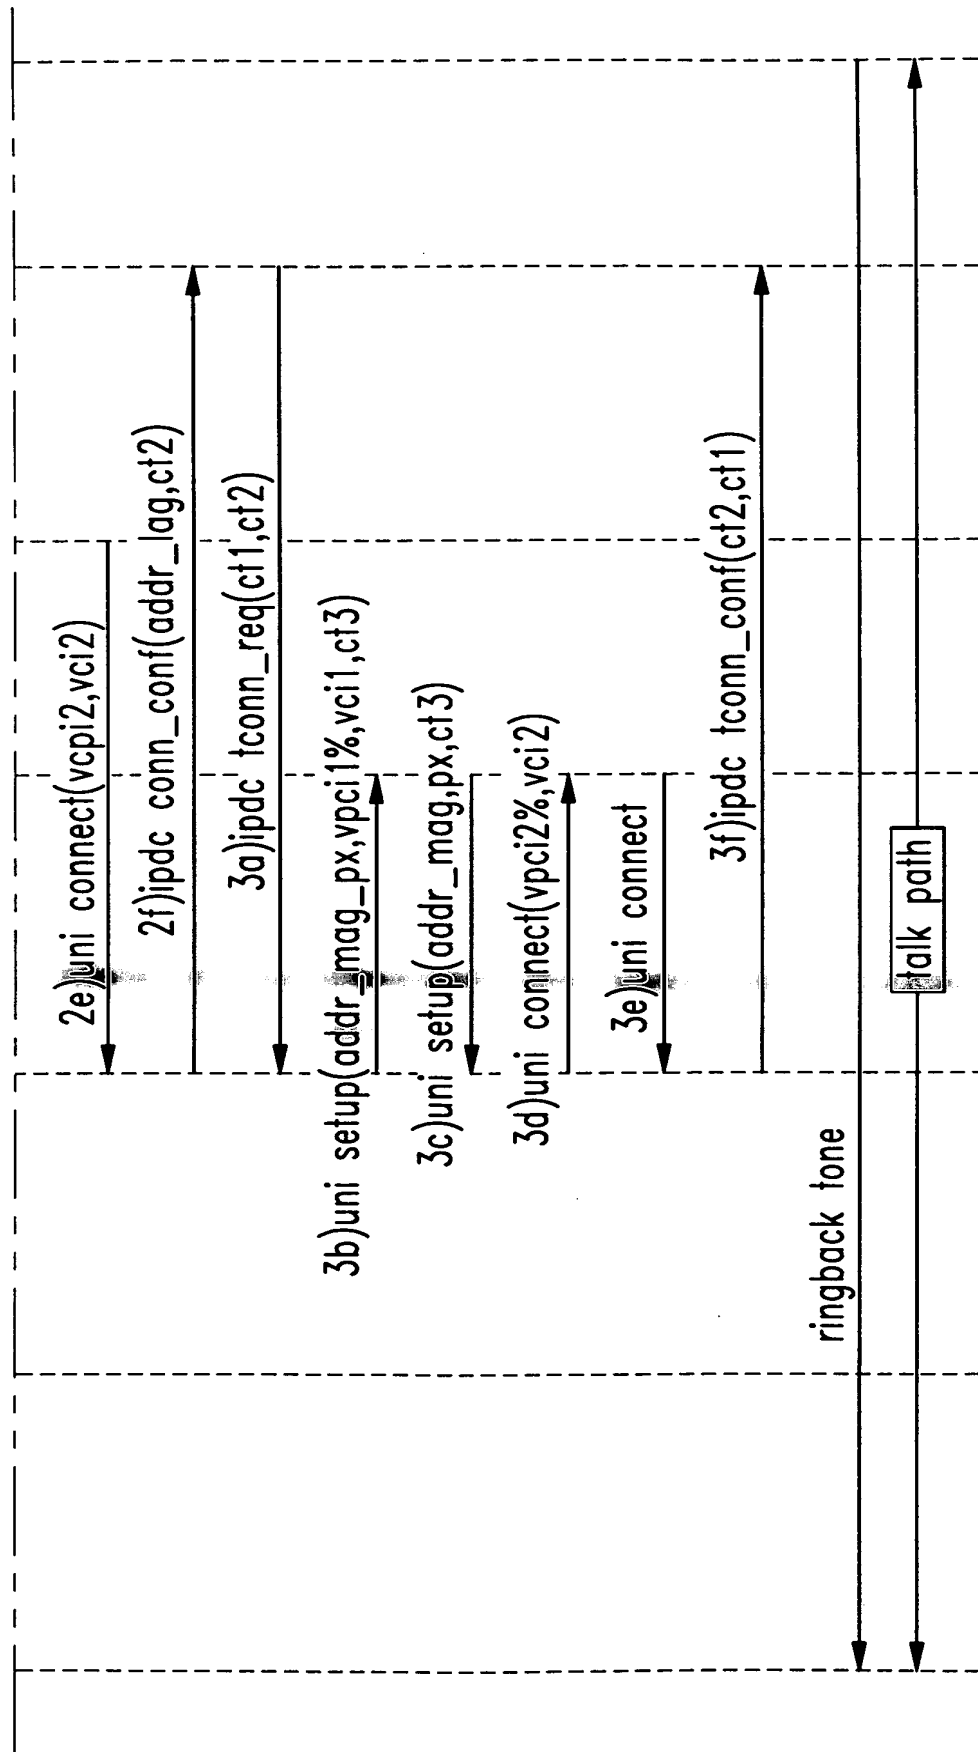 2e)uni connect(vcpi2,vci2)
2f)ipdc conn_conf(addr_lag,ct2)
3a)ipdc tconn_req(ct1,ct2)
3b)uni setup(addr_mag_px,vpci1%,vci1,ct3)
3c)uni setup(addr_mag,px,ct3)
3d)uni connect(vpci2%,vci2)
3e)uni connect
3f)ipdc tconn_conf(ct2,ct1)
ringback tone
talk path